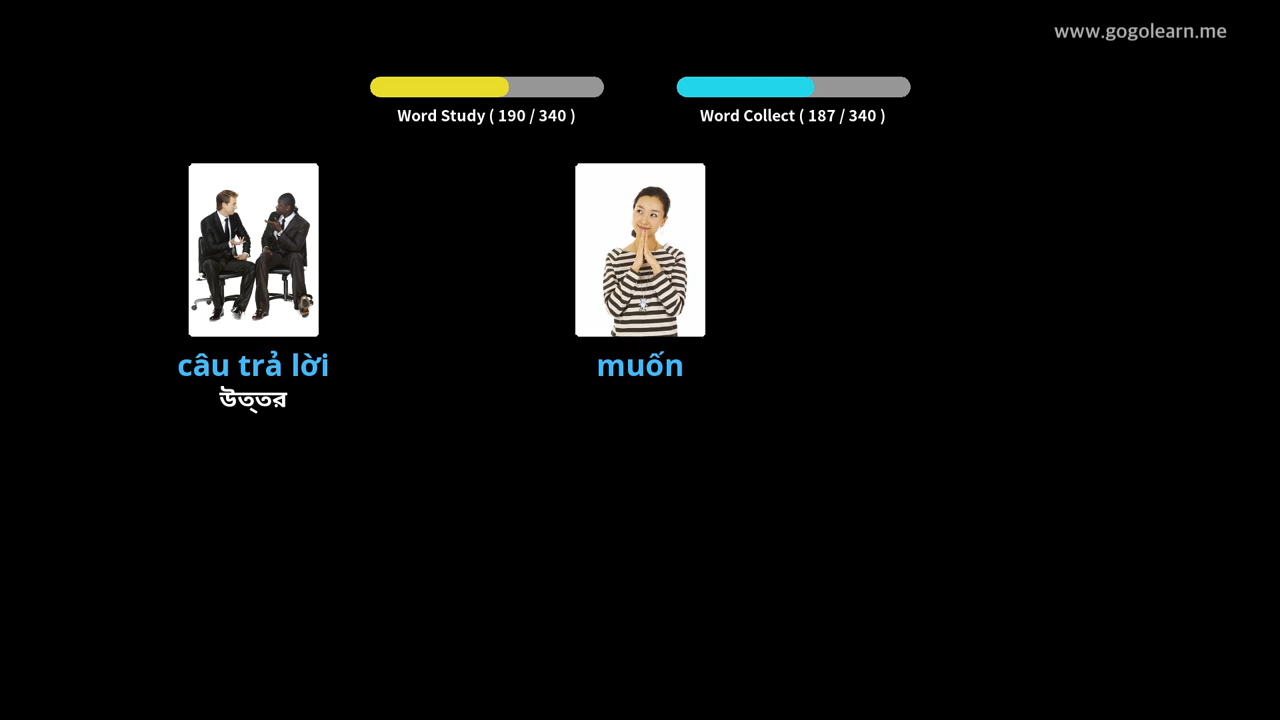 www.gogolearn.me
Word Study ( 190 / 340 )
Word Collect ( 187 / 340 )
câu trả lời
উত্তর
muốn